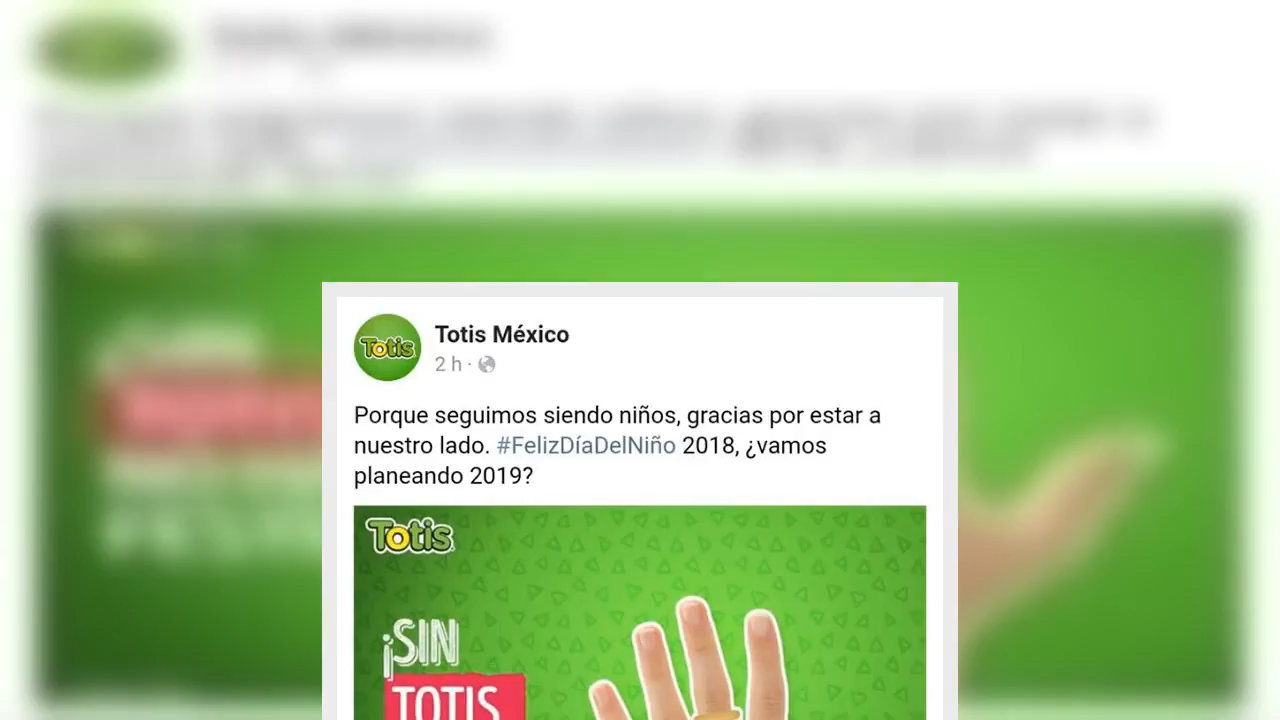 Totis
Totis México
2 h ·
Porque seguimos siendo niños, gracias por estar a
nuestro lado. #FelizDíaDelNiño 2018, ¿vamos
planeando 2019?
Totis
¡SIN
TOTIS